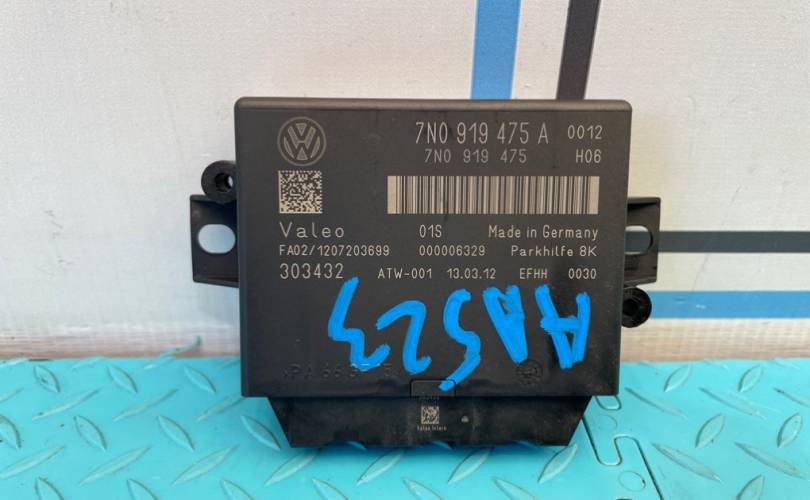 7N0 919 475 A 0012
7N0 919 475 H06
Valeo 01S Made in Germany
FA02/1207203699 000006329 Parkhilfe 8K
303432 ATW-001 13.03.12 EFHH 0030